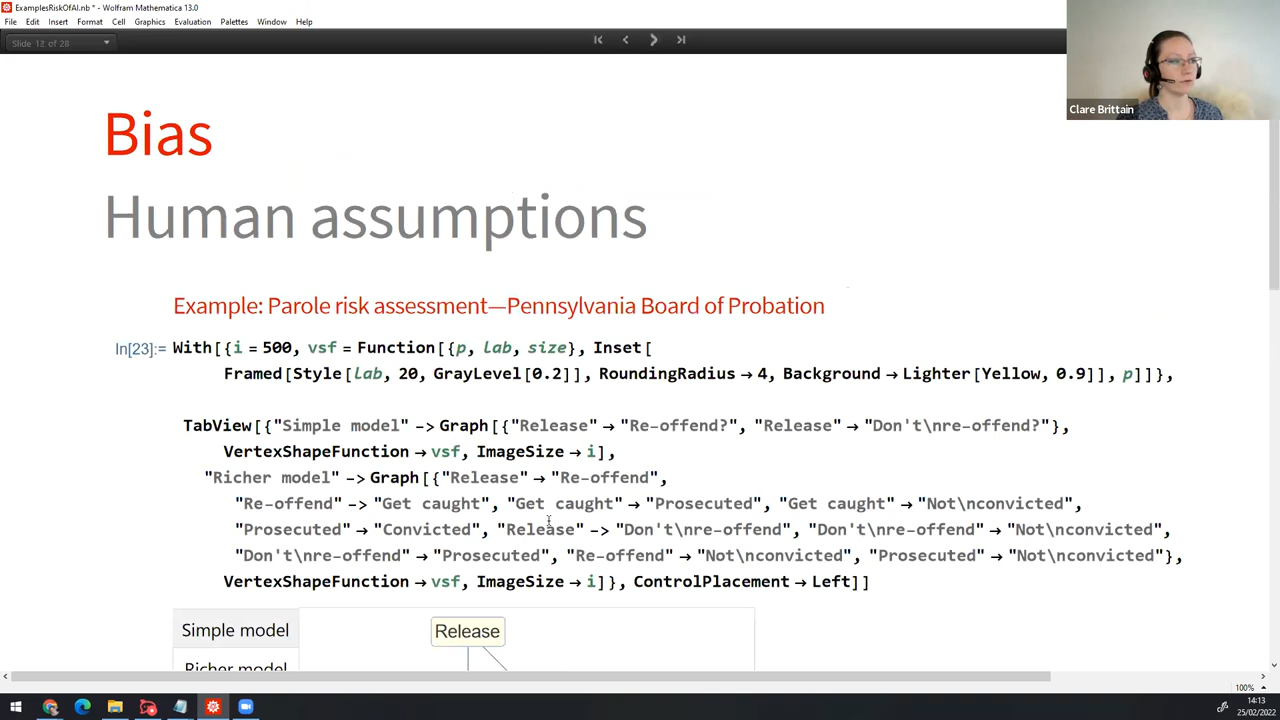 ExamplesRiskOfAI.nb * - Wolfram Mathematica 13.0
File Edit Insert Format Cell Graphics Evaluation Palettes Window Help
Slide 12 of 28
Clare Brittain
Bias
Human assumptions
Example: Parole risk assessment—Pennsylvania Board of Probation
In[23]:= With[{i = 500, vsf = Function[{p, lab, size}, Inset[
Framed[Style[lab, 20, GrayLevel[0.2]], RoundingRadius → 4, Background → Lighter[Yellow, 0.9]], p]]},
TabView[{"Simple model" -> Graph[{"Release" → "Re-offend?", "Release" → "Don't\nre-offend?"},
VertexShapeFunction → vsf, ImageSize → i],
"Richer model" -> Graph[{"Release" → "Re-offend",
"Re-offend" -> "Get caught", "Get caught" → "Prosecuted", "Get caught" → "Not\nconvicted",
"Prosecuted" → "Convicted", "Release" -> "Don't\nre-offend", "Don't\nre-offend" → "Not\nconvicted",
"Don't\nre-offend" → "Prosecuted", "Re-offend" → "Not\nconvicted", "Prosecuted" → "Not\nconvicted"},
VertexShapeFunction → vsf, ImageSize → i]}, ControlPlacement → Left]]
Simple model
Release
Richer model
100%
14:13
25/02/2022